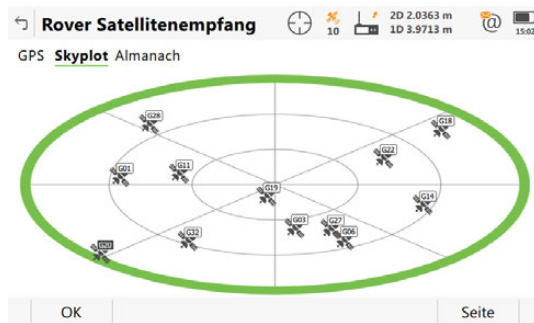 Rover Satellitenempfang
10
2D 2.0363 m
1D 3.9713 m
@
15:02
GPS Skyplot Almanach
G28
G18
G22
G01
G11
G19
G14
G03
G27
G32
G06
G20
OK
Seite